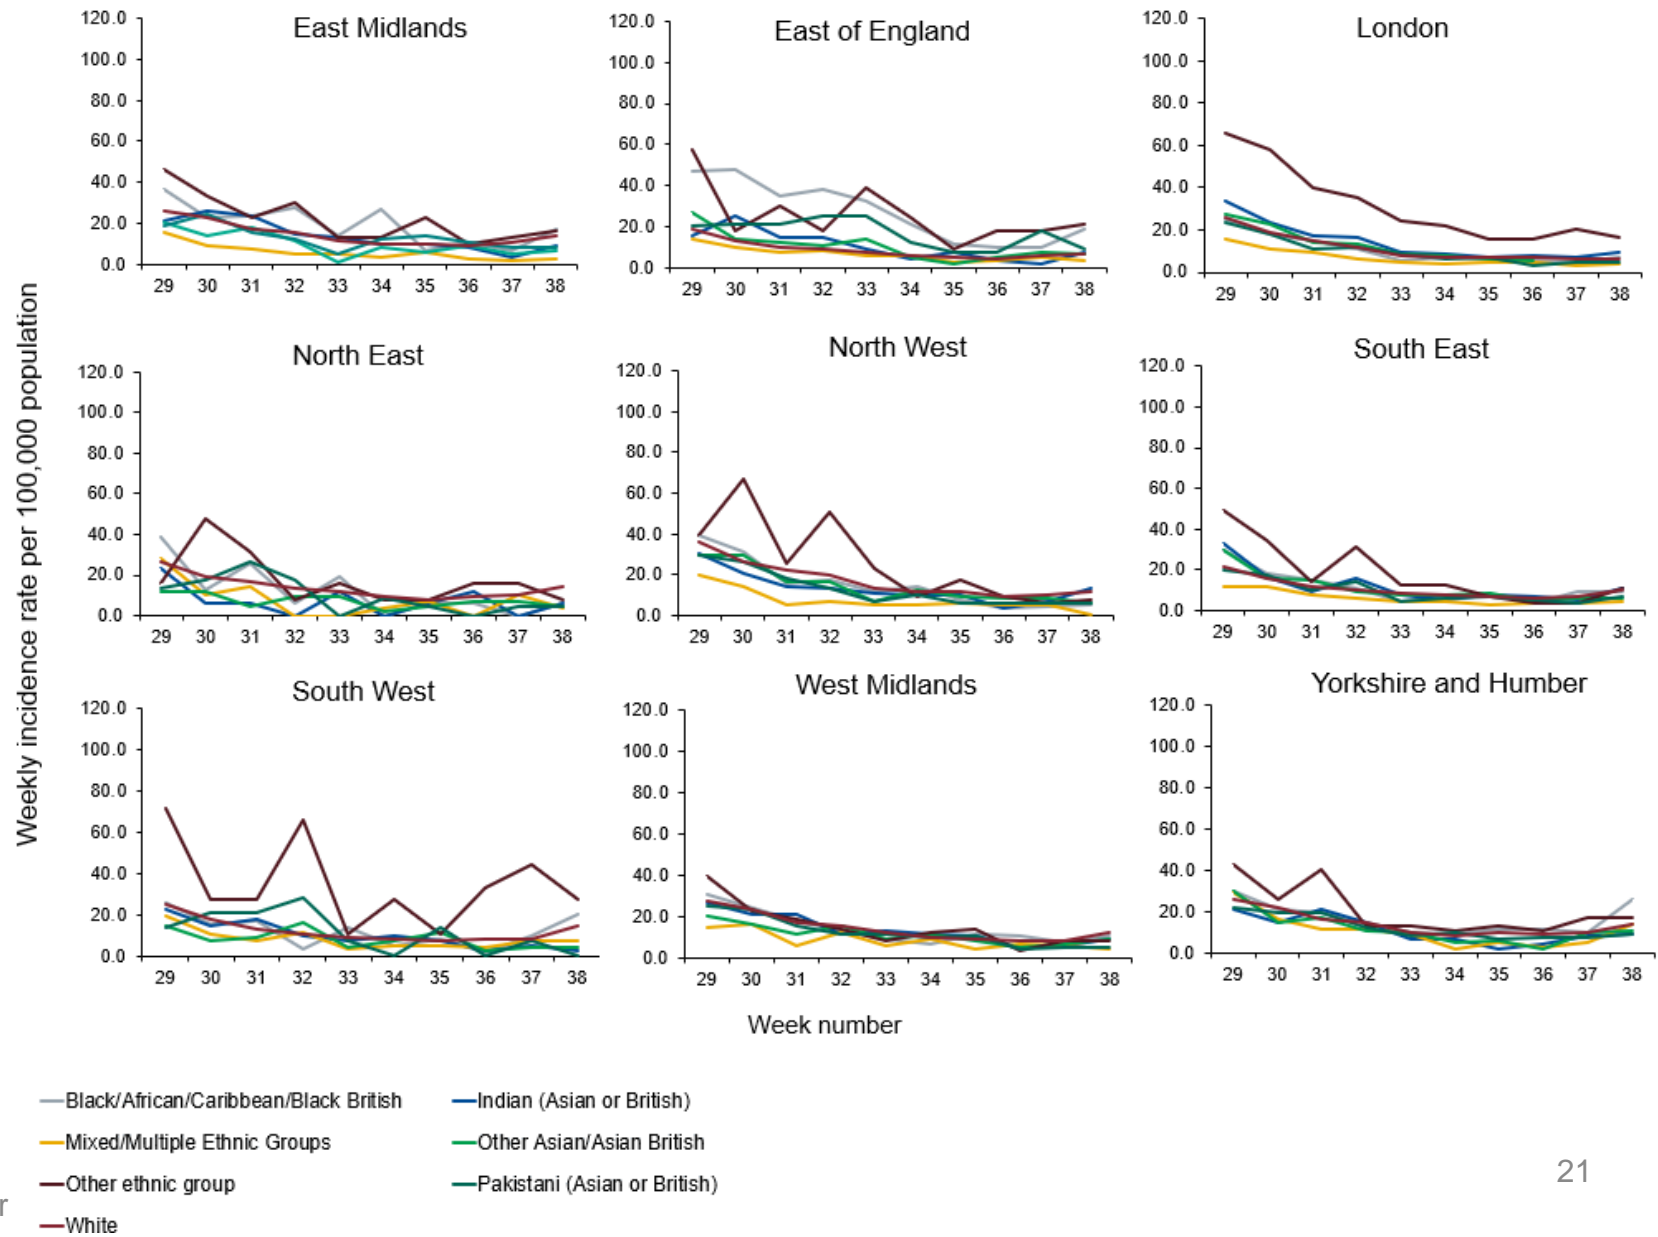 East Midlands
120.0
100.0
80.0
60.0
40.0
20.0
0.0
29 30 31 32 33 34 35 36 37 38
East of England
120.0
100.0
80.0
60.0
40.0
20.0
0.0
29 30 31 32 33 34 35 36 37 38
London
120.0
100.0
80.0
60.0
40.0
20.0
0.0
29 30 31 32 33 34 35 36 37 38
Weekly incidence rate per 100,000 population
North East
120.0
100.0
80.0
60.0
40.0
20.0
0.0
29 30 31 32 33 34 35 36 37 38
North West
120.0
100.0
80.0
60.0
40.0
20.0
0.0
29 30 31 32 33 34 35 36 37 38
South East
120.0
100.0
80.0
60.0
40.0
20.0
0.0
29 30 31 32 33 34 35 36 37 38
South West
120.0
100.0
80.0
60.0
40.0
20.0
0.0
29 30 31 32 33 34 35 36 37 38
West Midlands
120.0
100.0
80.0
60.0
40.0
20.0
0.0
29 30 31 32 33 34 35 36 37 38
Yorkshire and Humber
120.0
100.0
80.0
60.0
40.0
20.0
0.0
29 30 31 32 33 34 35 36 37 38
Week number
Black/African/Caribbean/Black British
Indian (Asian or British)
Mixed/Multiple Ethnic Groups
Other Asian/Asian British
Other ethnic group
Pakistani (Asian or British)
White
21
r